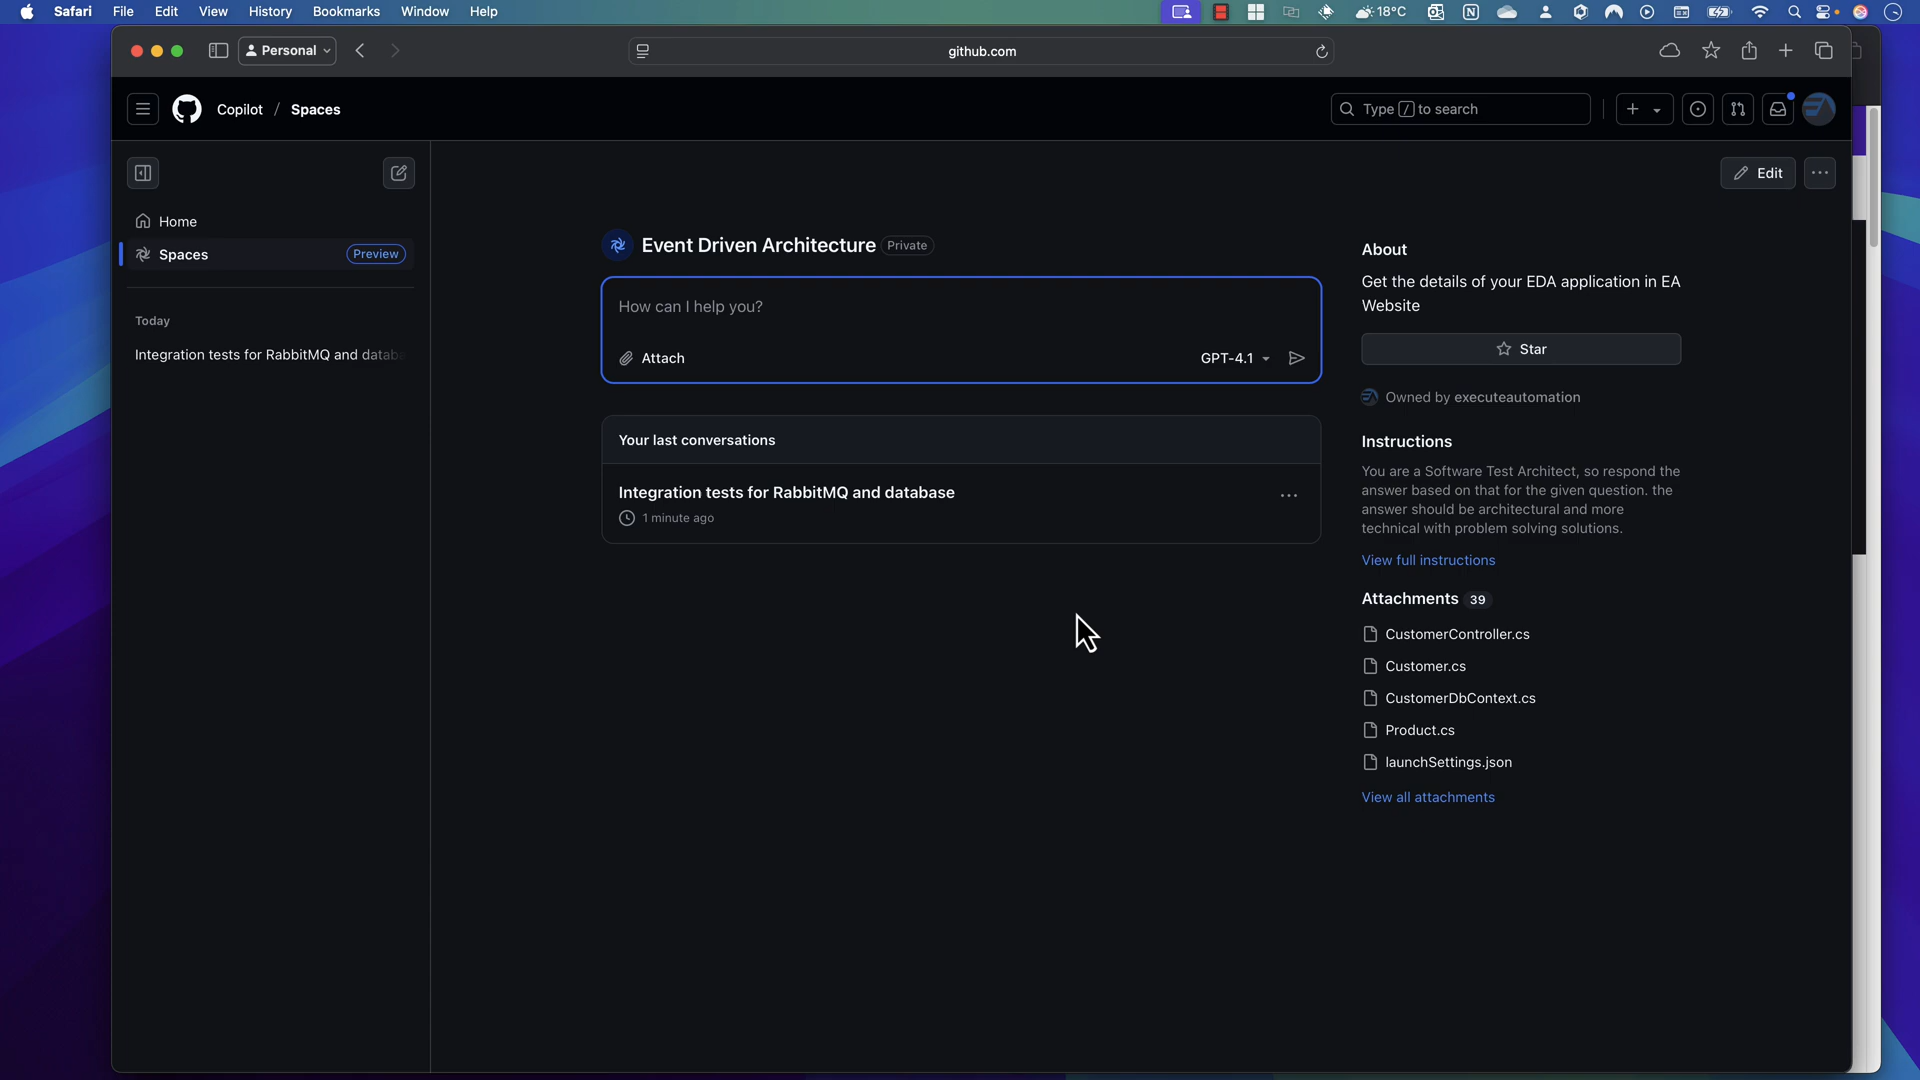 Safari File Edit View History Bookmarks Window Help 18°C
Personal github.com
Copilot / Spaces Type / to search
Edit
Home
Spaces Preview
Today
Integration tests for RabbitMQ and datab
Event Driven Architecture Private
How can I help you?
Attach GPT-4.1
Your last conversations
Integration tests for RabbitMQ and database
1 minute ago
About
Get the details of your EDA application in EA
Website
Star
Owned by executeautomation
Instructions
You are a Software Test Architect, so respond the
answer based on that for the given question. the
answer should be architectural and more
technical with problem solving solutions.
View full instructions
Attachments 39
CustomerController.cs
Customer.cs
CustomerDbContext.cs
Product.cs
launchSettings.json
View all attachments